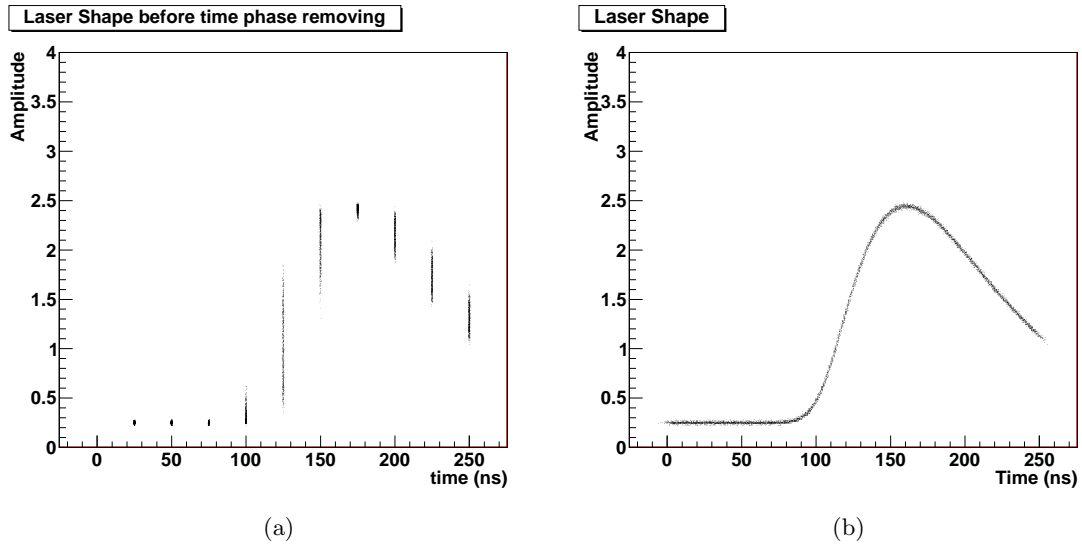 Laser Shape before time phase removing
Amplitude
4
3.5
3
2.5
2
1.5
1
0.5
0
0 50 100 150 200 250
time (ns)
(a)
Laser Shape
Amplitude
4
3.5
3
2.5
2
1.5
1
0.5
0
0 50 100 150 200 250
Time (ns)
(b)